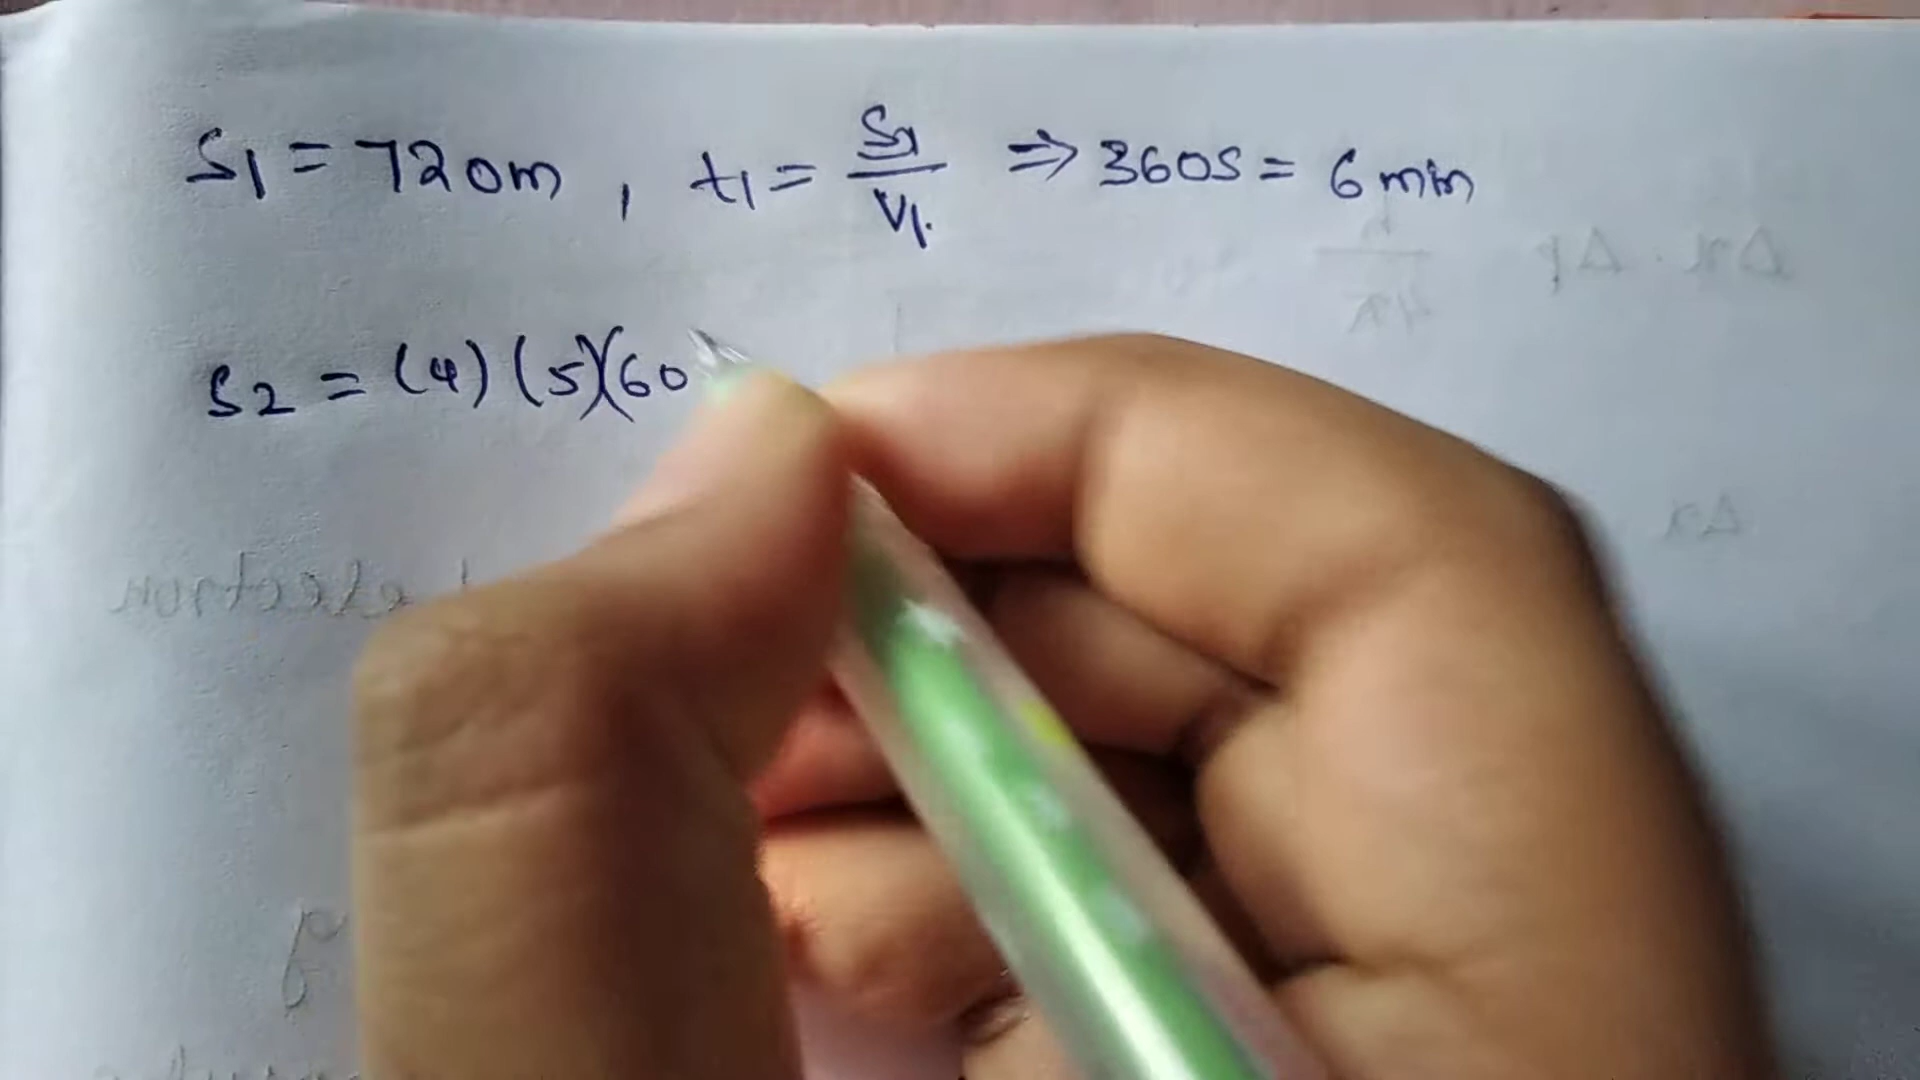 S1 = 720m , t1 = S1/V1. ⇒ 360S = 6 min
S2 = (4) (5)(60